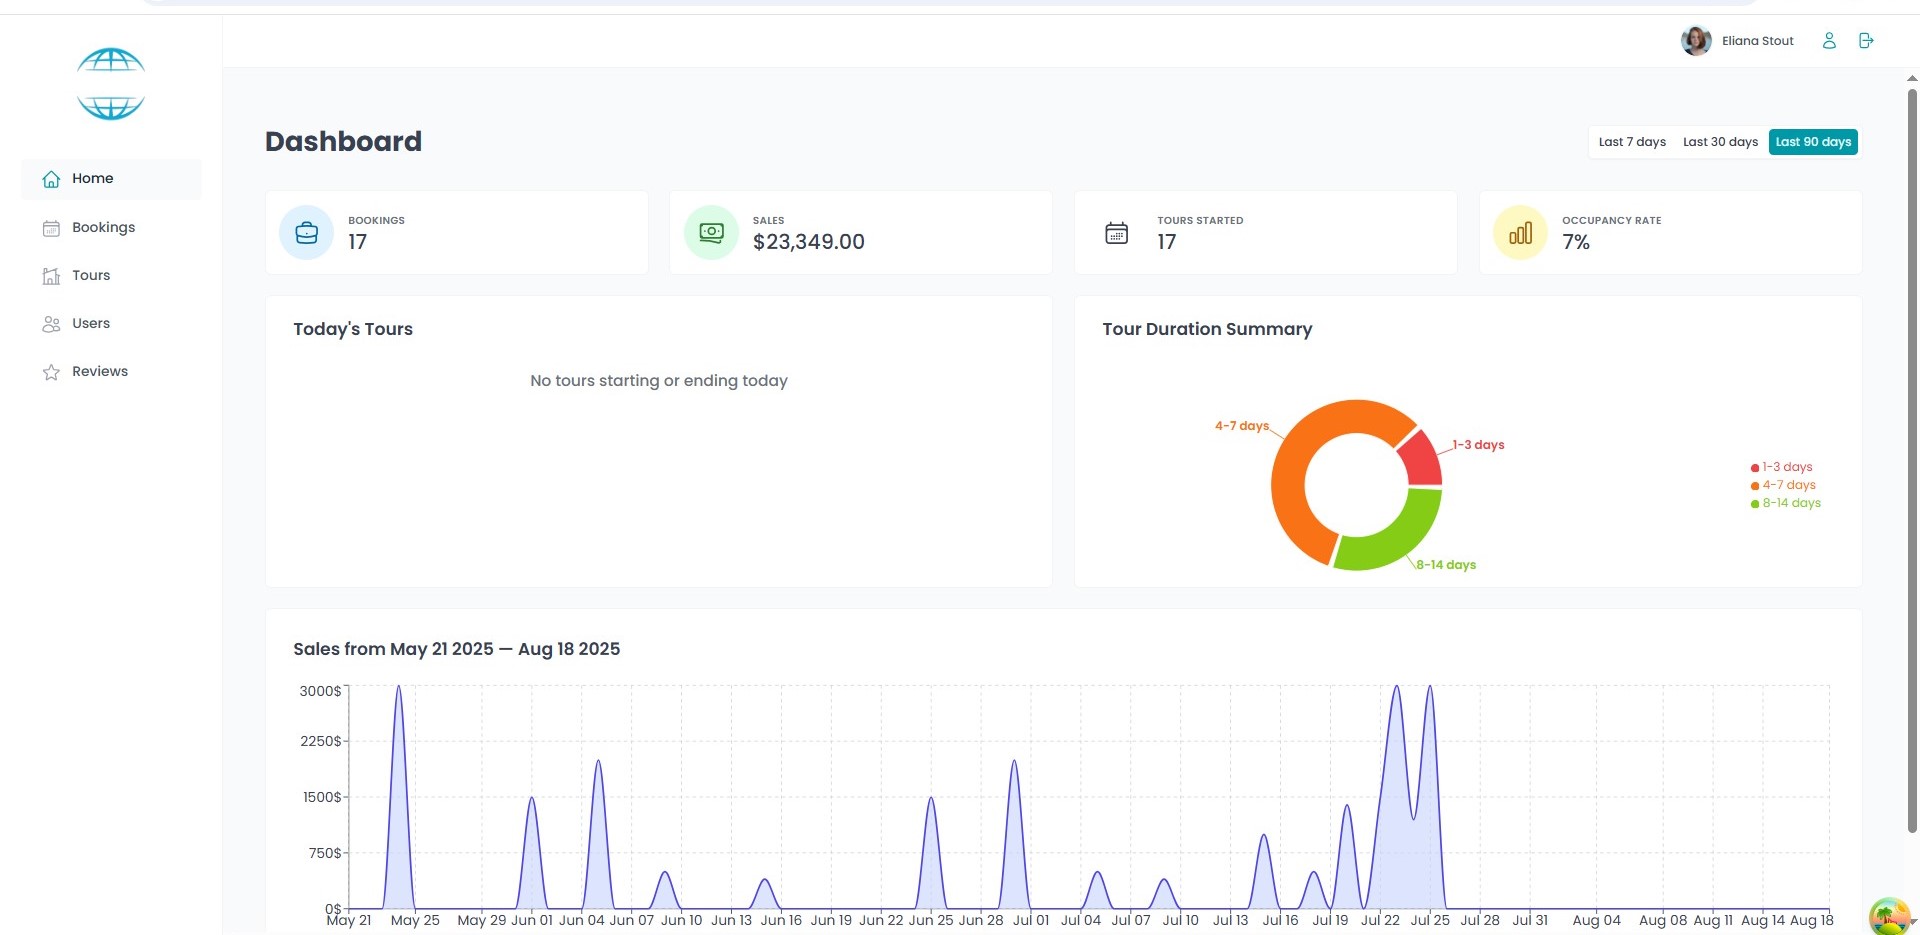 Eliana Stout
Home
Bookings
Tours
Users
Reviews
Dashboard
Last 7 days Last 30 days Last 90 days
BOOKINGS
17
SALES
$23,349.00
TOURS STARTED
17
OCCUPANCY RATE
7%
Today's Tours
No tours starting or ending today
Tour Duration Summary
4-7 days
1-3 days
8-14 days
1-3 days
4-7 days
8-14 days
Sales from May 21 2025 — Aug 18 2025
3000$
2250$
1500$
750$
0$
May 21 May 25 May 29 Jun 01 Jun 04 Jun 07 Jun 10 Jun 13 Jun 16 Jun 19 Jun 22 Jun 25 Jun 28 Jul 01 Jul 04 Jul 07 Jul 10 Jul 13 Jul 16 Jul 19 Jul 22 Jul 25 Jul 28 Jul 31 Aug 04 Aug 08 Aug 11 Aug 14 Aug 18